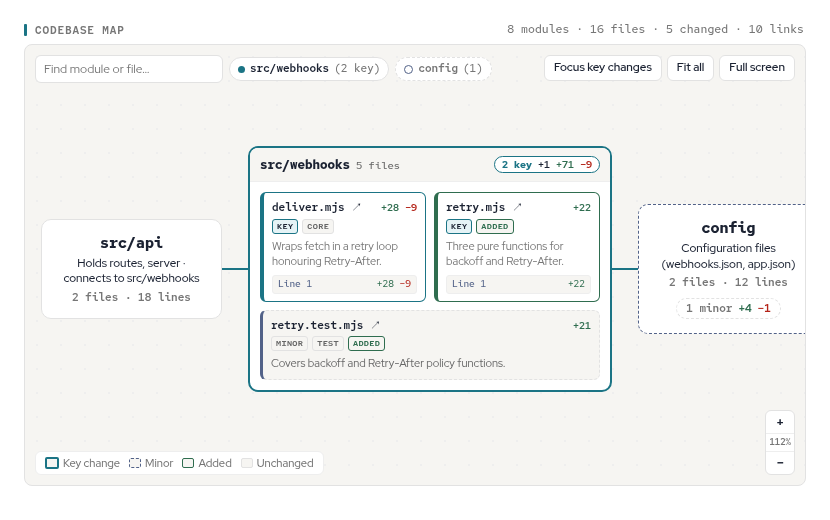 CODEBASE MAP
8 modules · 16 files · 5 changed · 10 links
Find module or file…
src/webhooks (2 key)
config (1)
Focus key changes
Fit all
Full screen
src/webhooks 5 files
2 key +1 +71 −9
deliver.mjs ↗ +28 −9
KEY CORE
Wraps fetch in a retry loop
honouring Retry-After.
Line 1 +28 −9
retry.mjs ↗ +22
KEY ADDED
Three pure functions for
backoff and Retry-After.
Line 1 +22
retry.test.mjs ↗ +21
MINOR TEST ADDED
Covers backoff and Retry-After policy functions.
src/api
Holds routes, server ·
connects to src/webhooks
2 files · 18 lines
config
Configuration files
(webhooks.json, app.json)
2 files · 12 lines
1 minor +4 −1
+
112%
−
Key change
Minor
Added
Unchanged